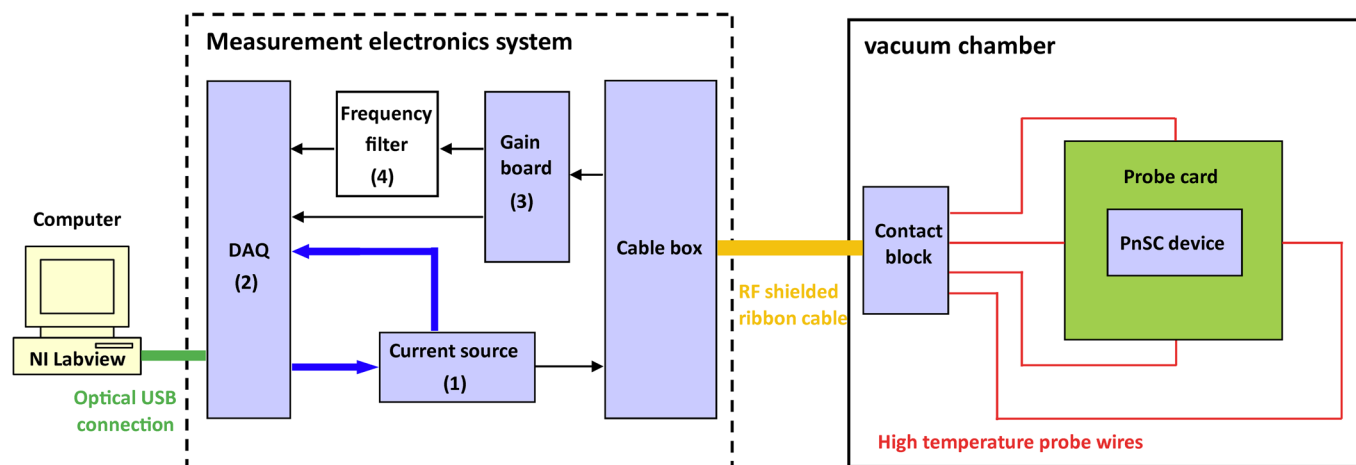 Measurement electronics system
vacuum chamber
Frequency
filter
(4)
Gain
board
(3)
Probe card
Computer
DAQ
(2)
Cable box
Contact
block
PnSC device
RF shielded
ribbon cable
NI Labview
Current source
(1)
Optical USB
connection
High temperature probe wires